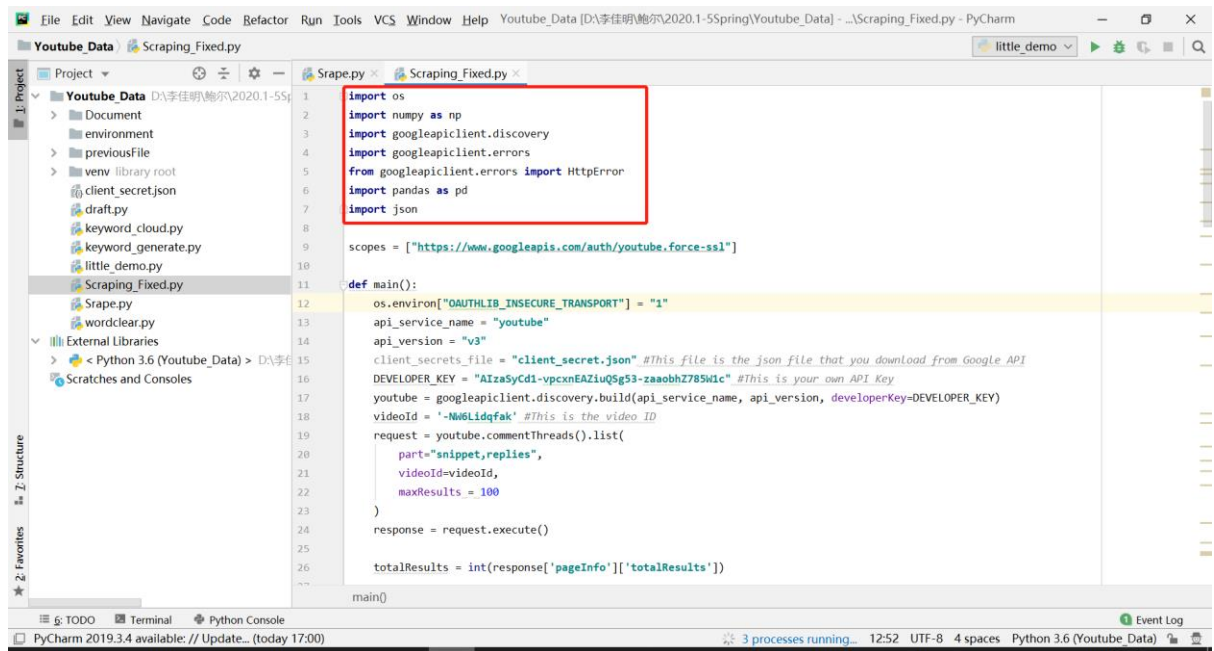 File Edit View Navigate Code Refactor Run Tools VCS Window Help Youtube_Data [D:\李佳明\鲍尔\2020.1-5Spring\Youtube_Data] - ...\Scraping_Fixed.py - PyCharm
Youtube_Data Scraping_Fixed.py little_demo
1: Project
Project
Srape.py Scraping_Fixed.py
Youtube_Data D:\李佳明\鲍尔\2020.1-5Sp
Document
environment
previousFile
venv library root
client_secret.json
draft.py
keyword_cloud.py
keyword_generate.py
little_demo.py
Scraping_Fixed.py
Srape.py
wordclear.py
External Libraries
< Python 3.6 (Youtube_Data) > D:\李
Scratches and Consoles
7: Structure
2: Favorites
1 import os
2 import numpy as np
3 import googleapiclient.discovery
4 import googleapiclient.errors
5 from googleapiclient.errors import HttpError
6 import pandas as pd
7 import json
8
9 scopes = ["https://www.googleapis.com/auth/youtube.force-ssl"]
10
11 def main():
12 os.environ["OAUTHLIB_INSECURE_TRANSPORT"] = "1"
13 api_service_name = "youtube"
14 api_version = "v3"
15 client_secrets_file = "client_secret.json" #This file is the json file that you download from Google API
16 DEVELOPER_KEY = "AIzaSyCd1-vpcxnEAZiuQSg53-zaaobhZ785W1c" #This is your own API Key
17 youtube = googleapiclient.discovery.build(api_service_name, api_version, developerKey=DEVELOPER_KEY)
18 videoId = '-NW6Lidqfak' #This is the video ID
19 request = youtube.commentThreads().list(
20 part="snippet,replies",
21 videoId=videoId,
22 maxResults = 100
23 )
24 response = request.execute()
25
26 totalResults = int(response['pageInfo']['totalResults'])
main()
6: TODO Terminal Python Console 1 Event Log
PyCharm 2019.3.4 available: // Update... (today 17:00) 3 processes running... 12:52 UTF-8 4 spaces Python 3.6 (Youtube_Data)